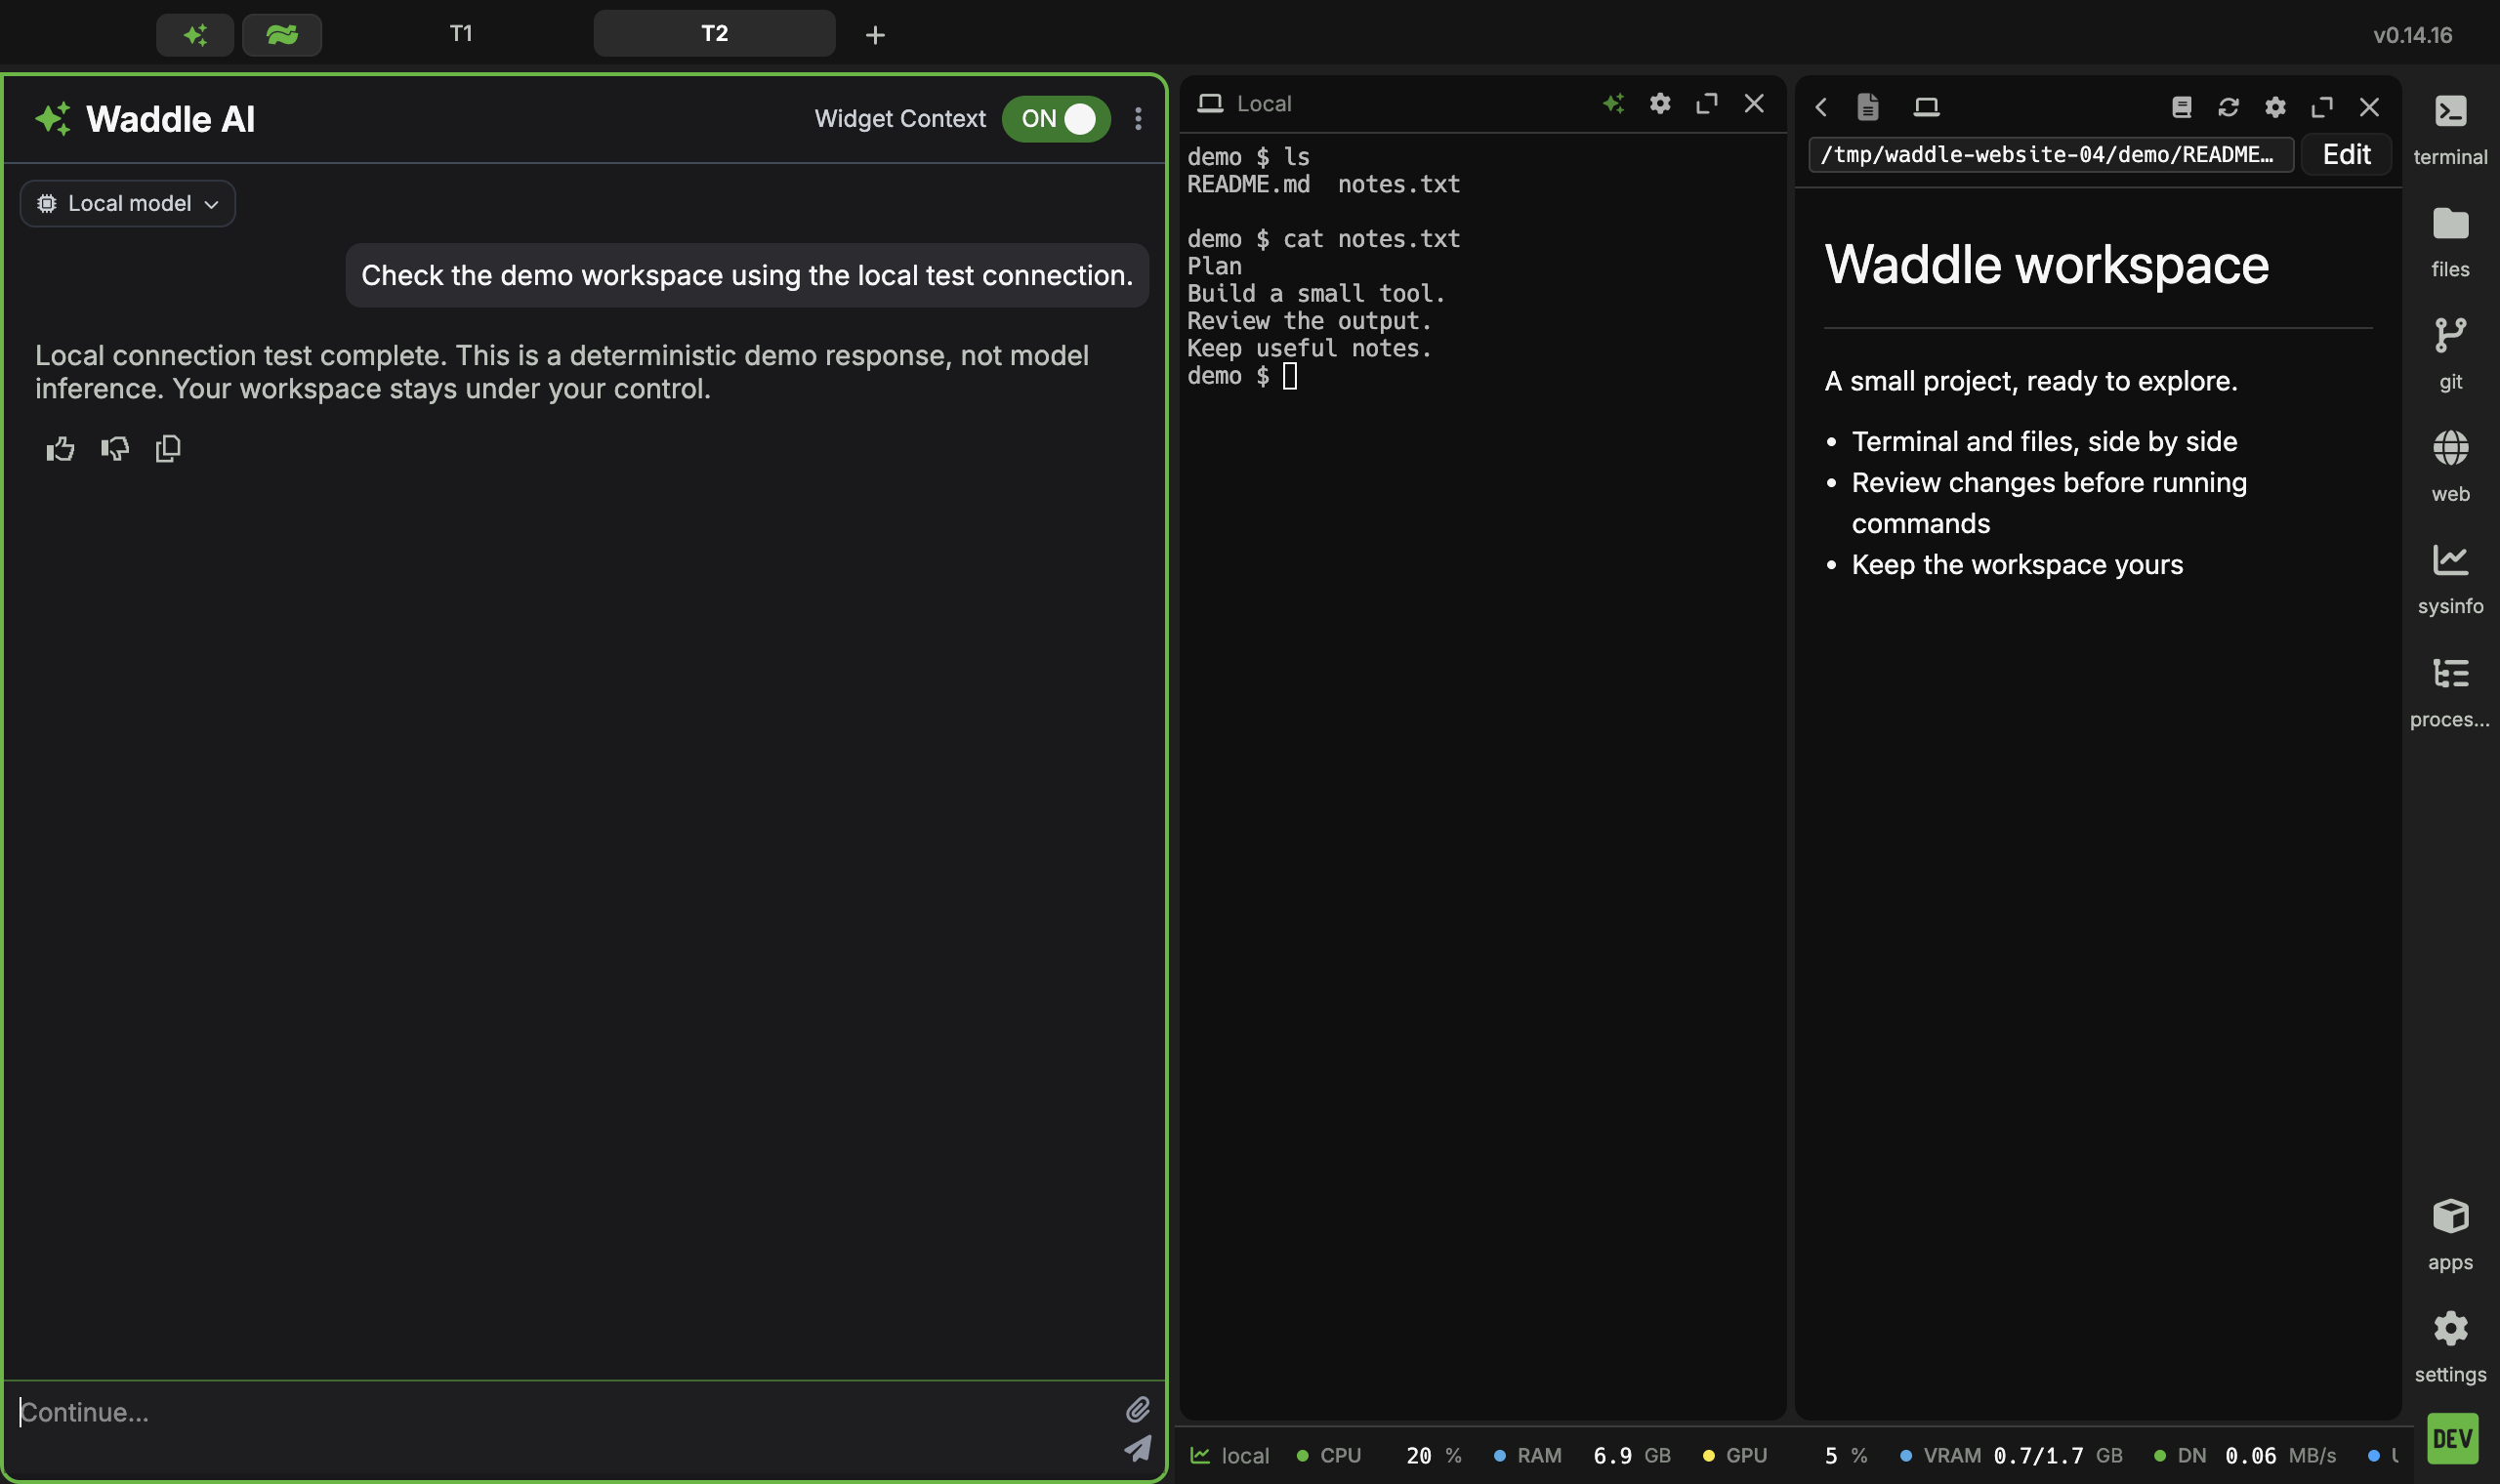 T1
T2
v0.14.16
Waddle AI
Widget Context
ON
Local model
Check the demo workspace using the local test connection.
Local connection test complete. This is a deterministic demo response, not model
inference. Your workspace stays under your control.
Continue...
Local
demo $ ls
README.md  notes.txt
demo $ cat notes.txt
Plan
Build a small tool.
Review the output.
Keep useful notes.
demo $
/tmp/waddle-website-04/demo/README…
Edit
Waddle workspace
A small project, ready to explore.
• Terminal and files, side by side
• Review changes before running
commands
• Keep the workspace yours
terminal
files
git
web
sysinfo
proces...
apps
settings
DEV
local CPU 20 % RAM 6.9 GB GPU 5 % VRAM 0.7/1.7 GB DN 0.06 MB/s